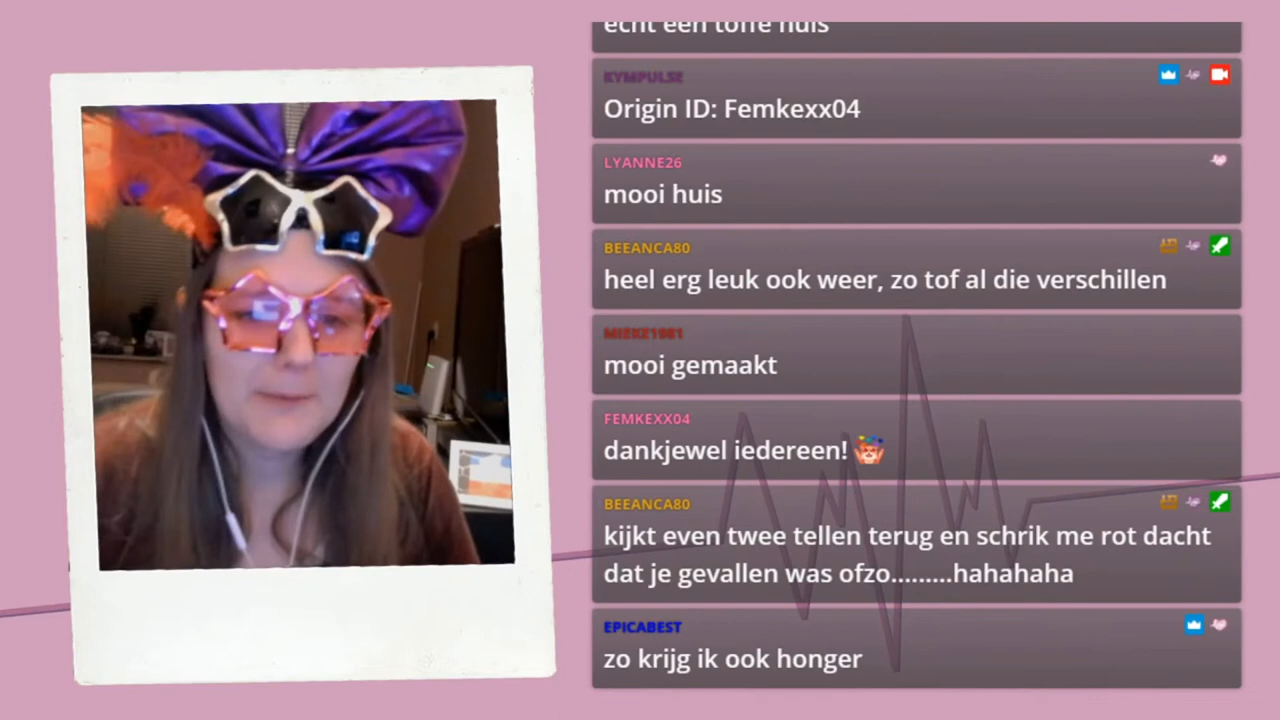 echt een toffe huis
KYMPULSE
Origin ID: Femkexx04
LYANNE26
mooi huis
BEEANCA80
heel erg leuk ook weer, zo tof al die verschillen
MIEKE1981
mooi gemaakt
FEMKEXX04
dankjewel iedereen!
BEEANCA80
kijkt even twee tellen terug en schrik me rot dacht
dat je gevallen was ofzo.........hahahaha
EPICABEST
zo krijg ik ook honger